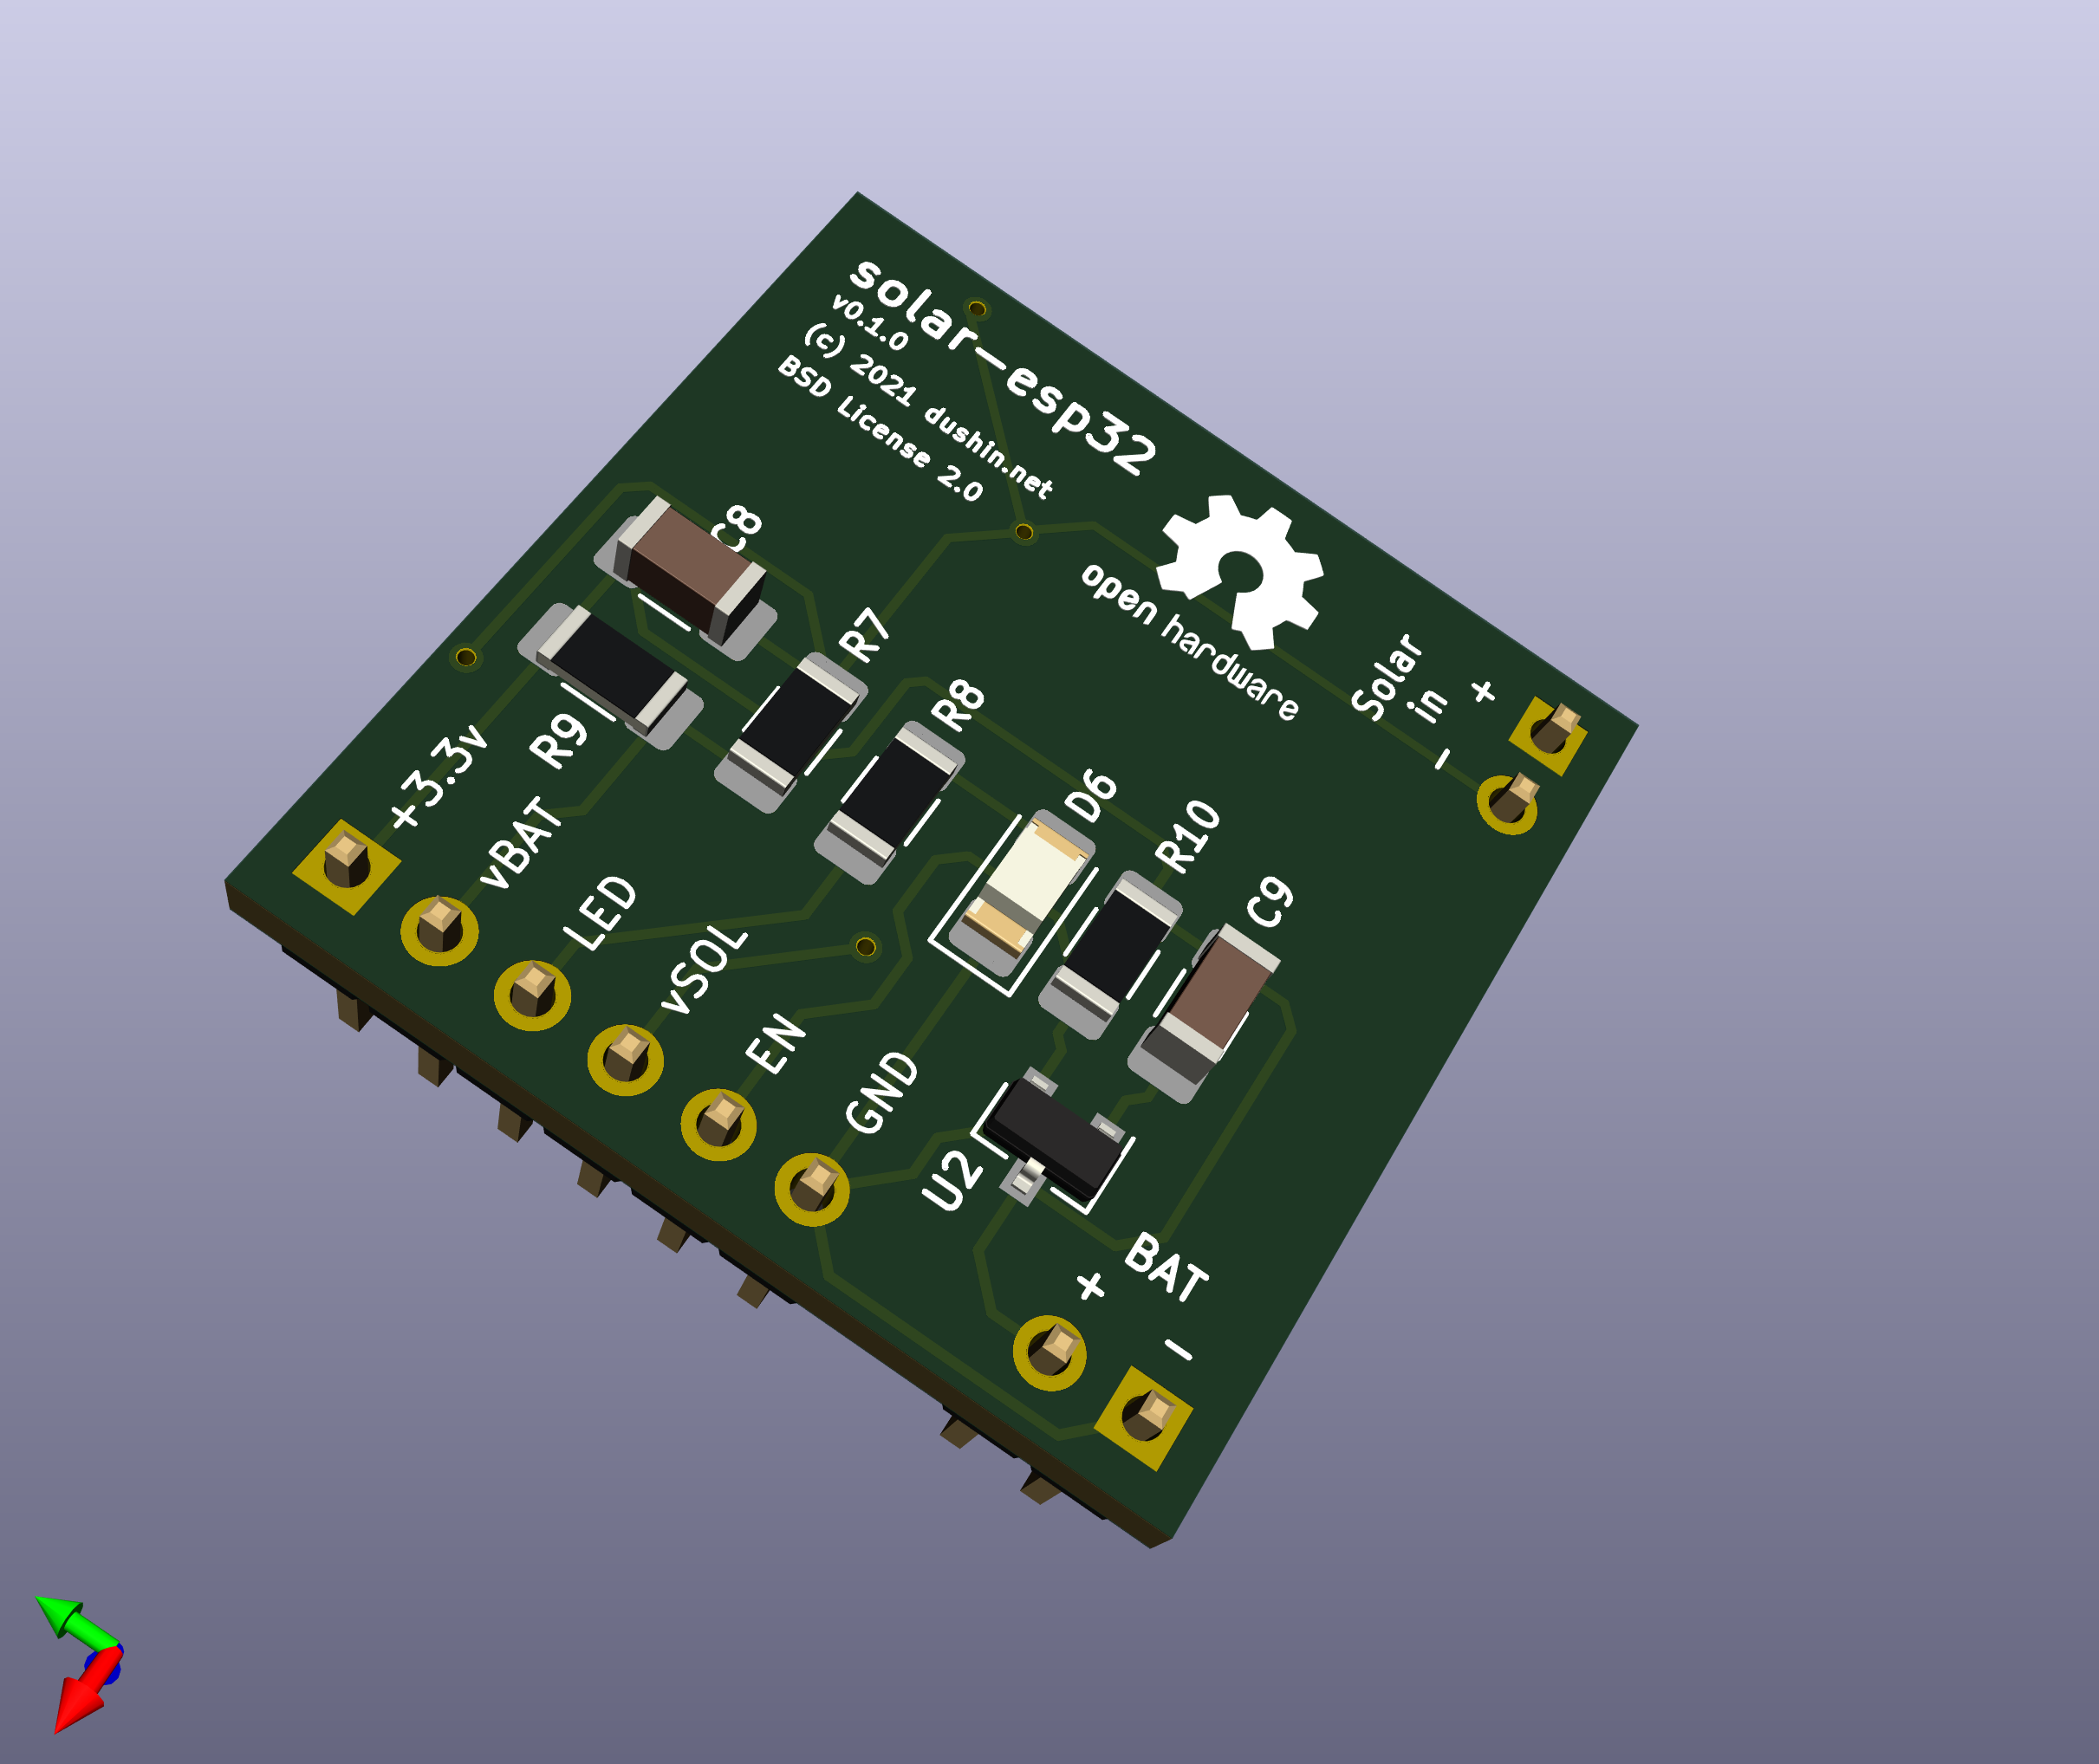 solar-esp32
v0.1.0
(c) 2021 dushin.net
BSD License 2.0
open hardware
Solar
in
+
-
C8
R7
R8
R9
D6
R10
C9
+3.3v
vBAT
LED
vSOL
EN
GND
U2
BAT
+
-